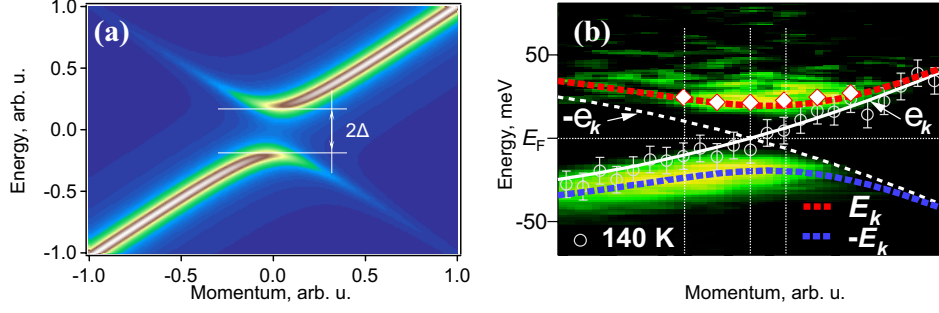 (a)
Energy, arb. u.
1.0
0.5
0.0
-0.5
-1.0
2Δ
-1.0 -0.5 0.0 0.5 1.0
Momentum, arb. u.
(b)
Energy, meV
50
E_F
-50
-e_k
e_k
E_k
-E_k
140 K
Momentum, arb. u.